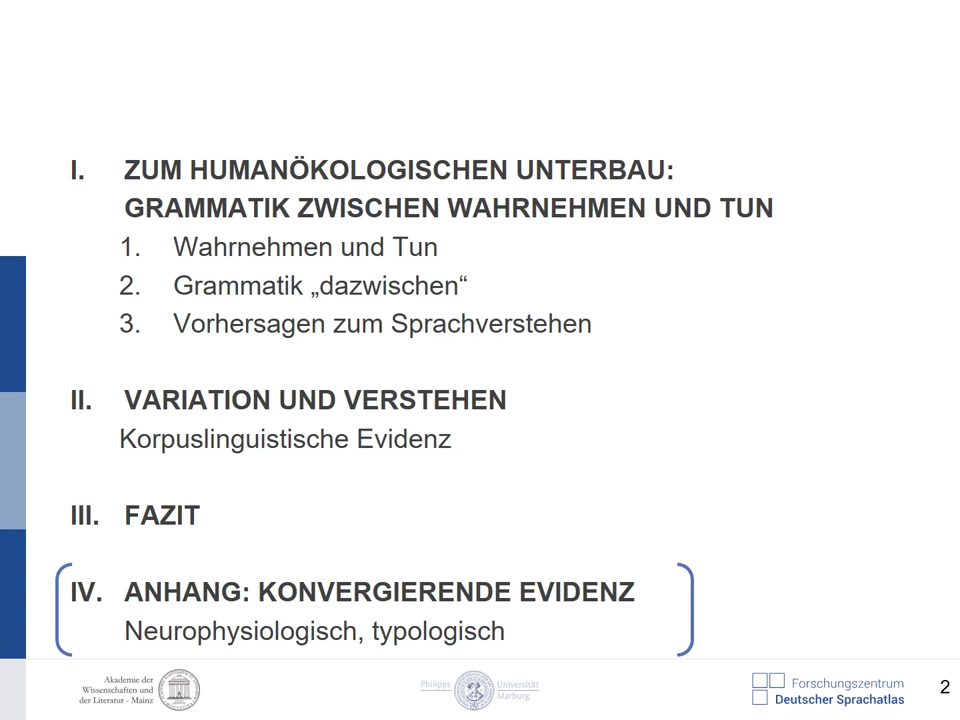 I. ZUM HUMANÖKOLOGISCHEN UNTERBAU:
GRAMMATIK ZWISCHEN WAHRNEHMEN UND TUN
1. Wahrnehmen und Tun
2. Grammatik „dazwischen“
3. Vorhersagen zum Sprachverstehen
II. VARIATION UND VERSTEHEN
Korpuslinguistische Evidenz
III. FAZIT
IV. ANHANG: KONVERGIERENDE EVIDENZ
Neurophysiologisch, typologisch
Akademie der
Wissenschaften und
der Literatur - Mainz
Philipps Universität
Marburg
Forschungszentrum
Deutscher Sprachatlas
2